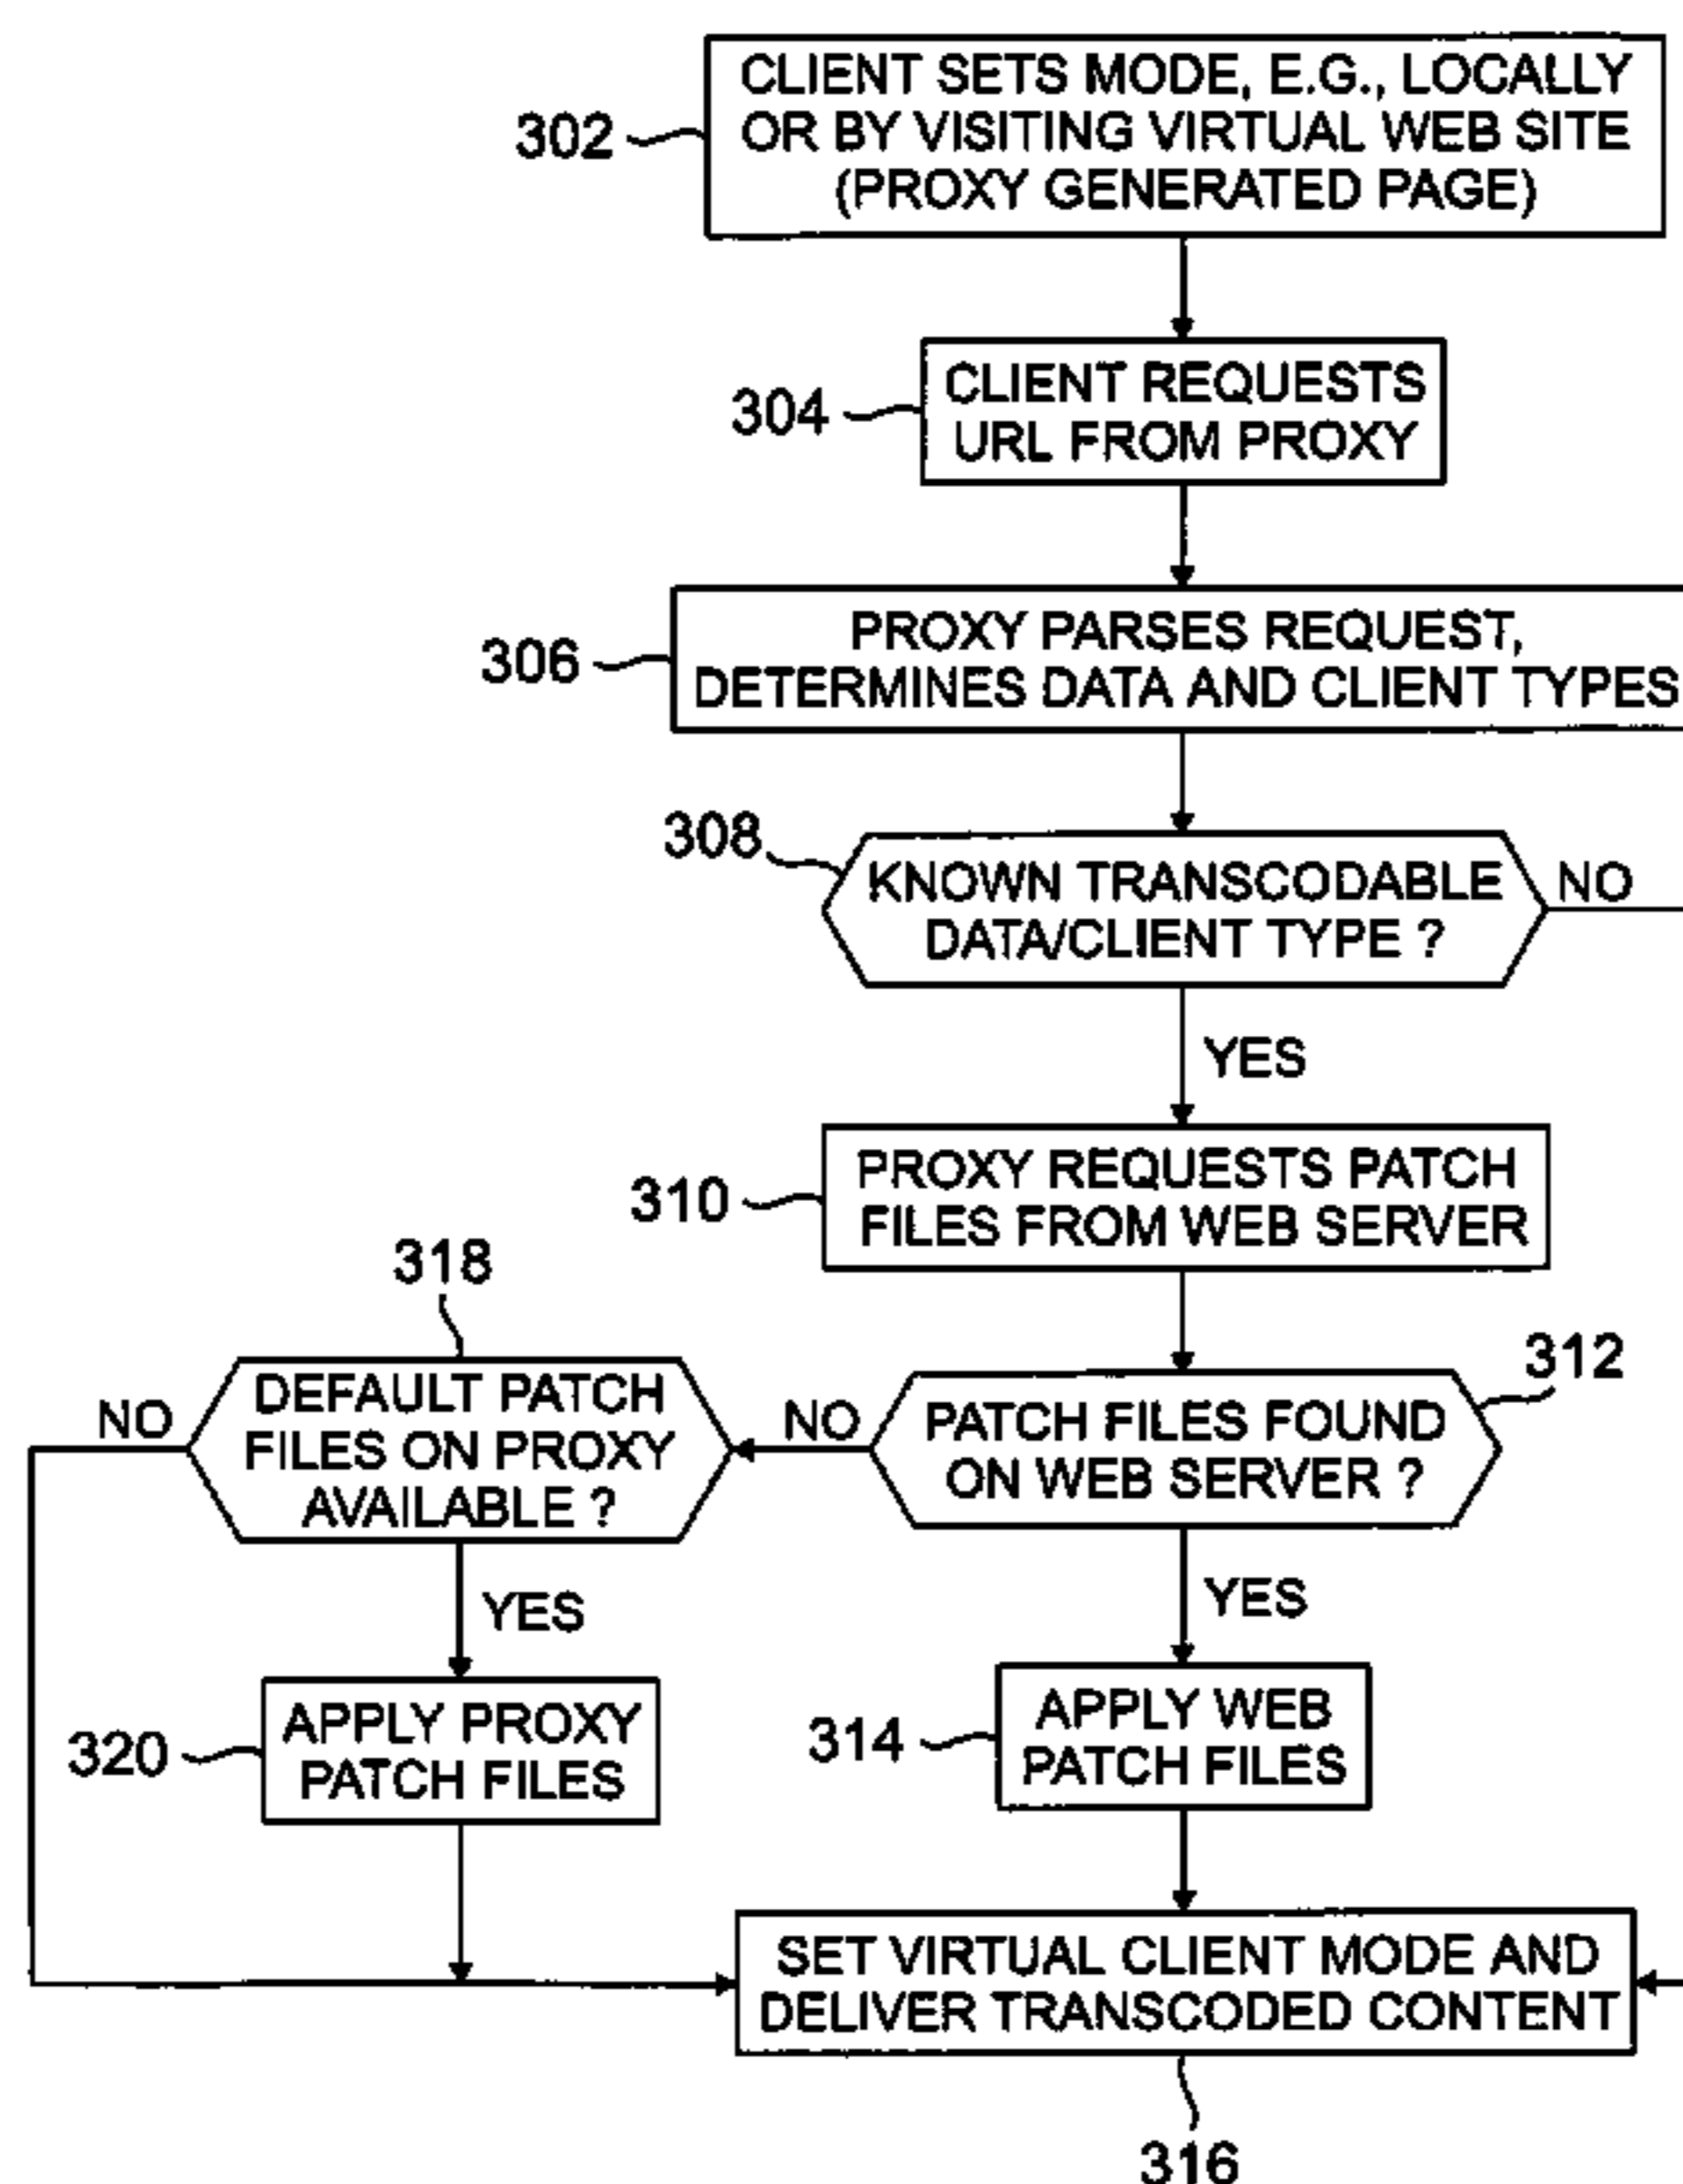 302
CLIENT SETS MODE, E.G., LOCALLY
OR BY VISITING VIRTUAL WEB SITE
(PROXY GENERATED PAGE)
304
CLIENT REQUESTS
URL FROM PROXY
306
PROXY PARSES REQUEST,
DETERMINES DATA AND CLIENT TYPES
308
KNOWN TRANSCODABLE
DATA/CLIENT TYPE ?
NO
YES
310
PROXY REQUESTS PATCH
FILES FROM WEB SERVER
312
PATCH FILES FOUND
ON WEB SERVER ?
NO
YES
318
DEFAULT PATCH
FILES ON PROXY
AVAILABLE ?
NO
YES
320
APPLY PROXY
PATCH FILES
314
APPLY WEB
PATCH FILES
SET VIRTUAL CLIENT MODE AND
DELIVER TRANSCODED CONTENT
316